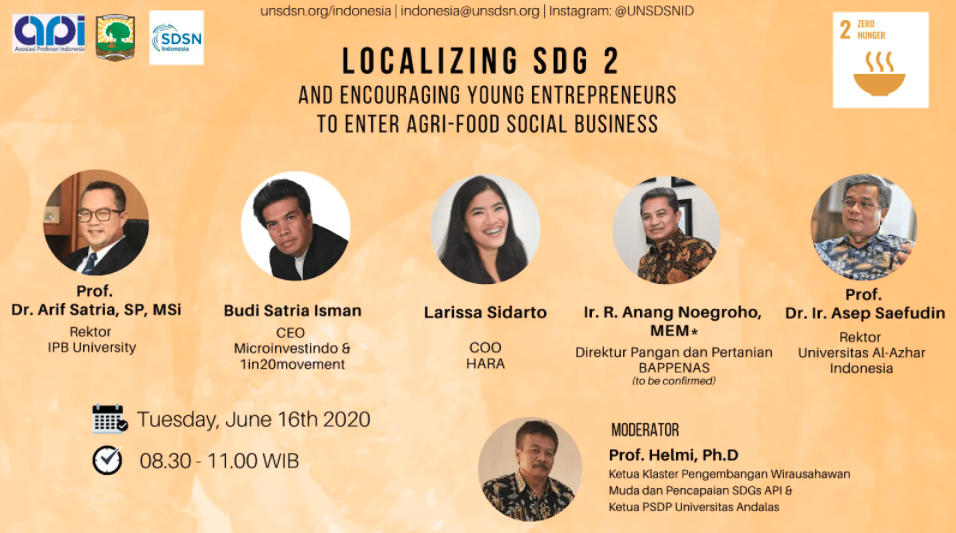 unsdsn.org/indonesia | indonesia@unsdsn.org | Instagram: @UNSDSNID
api
Asosiasi Profesor Indonesia
SDSN
Indonesia
2 ZERO
HUNGER
LOCALIZING SDG 2
AND ENCOURAGING YOUNG ENTREPRENEURS
TO ENTER AGRI-FOOD SOCIAL BUSINESS
Prof.
Dr. Arif Satria, SP, MSi
Rektor
IPB University
Budi Satria Isman
CEO
Microinvestindo &
1in20movement
Larissa Sidarto
COO
HARA
Ir. R. Anang Noegroho,
MEM*
Direktur Pangan dan Pertanian
BAPPENAS
(to be confirmed)
Prof.
Dr. Ir. Asep Saefudin
Rektor
Universitas Al-Azhar
Indonesia
Tuesday, June 16th 2020
08.30 - 11.00 WIB
MODERATOR
Prof. Helmi, Ph.D
Ketua Klaster Pengembangan Wirausahawan
Muda dan Pencapaian SDGs API &
Ketua PSDP Universitas Andalas